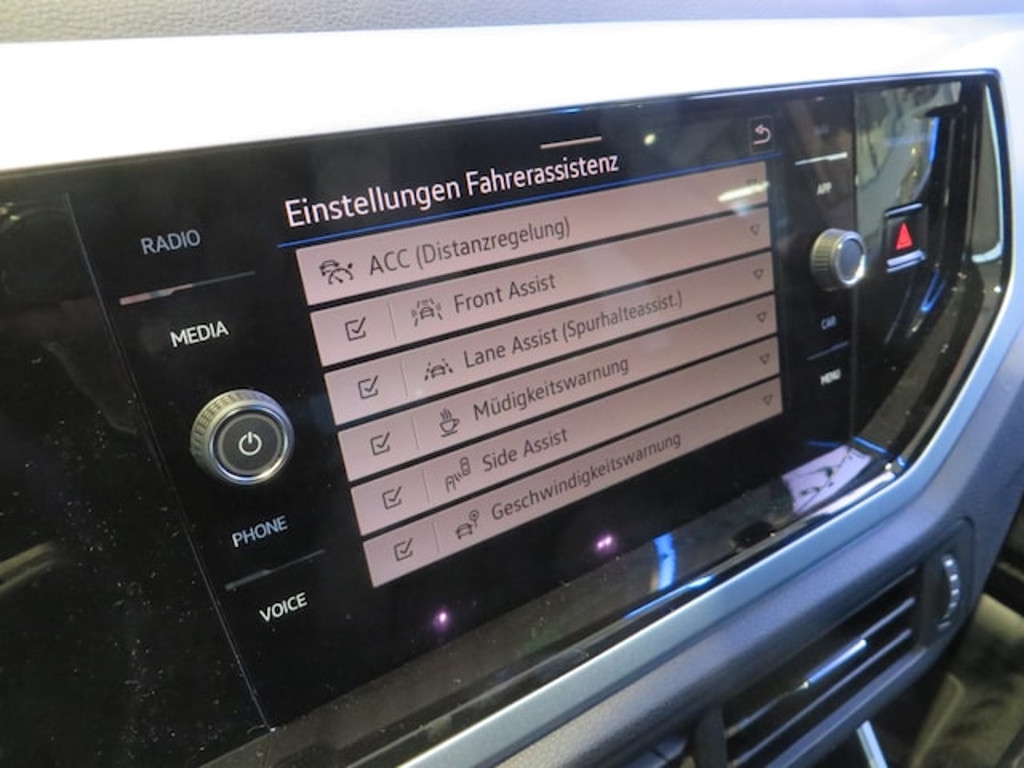 Einstellungen Fahrerassistenz
ACC (Distanzregelung)
Front Assist
Lane Assist (Spurhalteassist.)
Müdigkeitswarnung
Side Assist
Geschwindigkeitswarnung
RADIO
MEDIA
PHONE
VOICE
APP
CAR
MENU